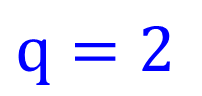 q = 2